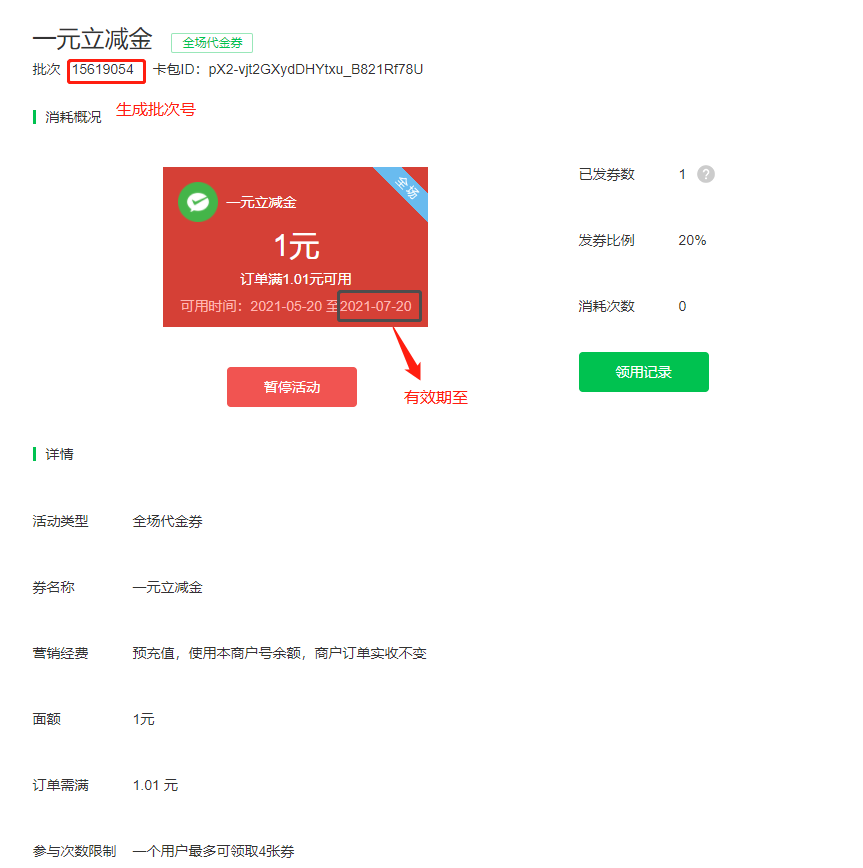 一元立减金 全场代金券
批次 15619054 卡包ID：pX2-vjt2GXydDHYtxu_B821Rf78U
消耗概况 生成批次号
全场
一元立减金
1元
订单满1.01元可用
可用时间：2021-05-20 至2021-07-20
暂停活动
有效期至
已发券数 1 ?
发券比例 20%
消耗次数 0
领用记录
详情
活动类型 全场代金券
券名称 一元立减金
营销经费 预充值，使用本商户号余额，商户订单实收不变
面额 1元
订单需满 1.01 元
参与次数限制 一个用户最多可领取4张券